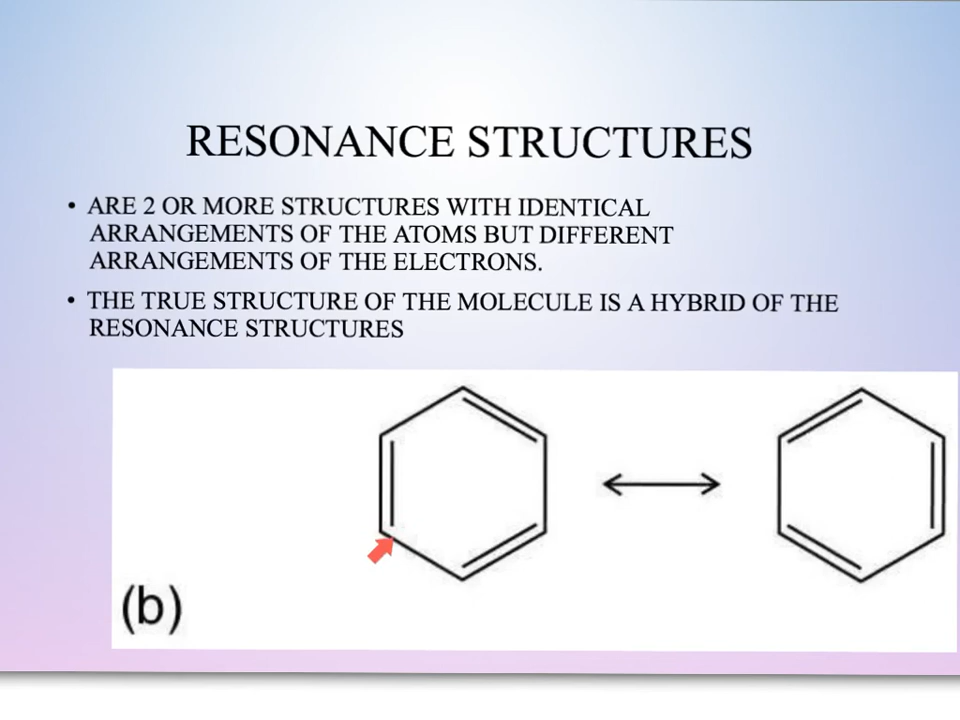 RESONANCE STRUCTURES
• ARE 2 OR MORE STRUCTURES WITH IDENTICAL
ARRANGEMENTS OF THE ATOMS BUT DIFFERENT
ARRANGEMENTS OF THE ELECTRONS.
• THE TRUE STRUCTURE OF THE MOLECULE IS A HYBRID OF THE
RESONANCE STRUCTURES
(b)